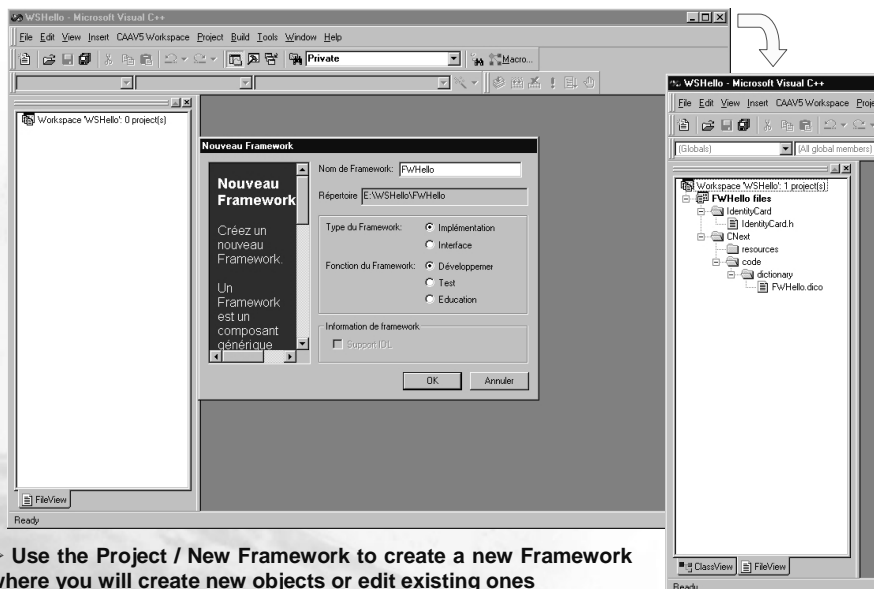 WSHello - Microsoft Visual C++
File Edit View Insert CAAV5 Workspace Project Build Tools Window Help
Private
Macro...
Workspace 'WSHello': 0 project(s)
FileView
Ready
Nouveau Framework
Nouveau
Framework
Créez un
nouveau
Framework.
Un
Framework
est un
composant
générique
Nom de Framework: FWHello
Répertoire E:\WSHello\FWHello
Type du Framework: Implémentation
Interface
Fonction du Framework: Développemer
Test
Education
Information de framework
Support IDL
OK Annuler
WSHello - Microsoft Visual C++
File Edit View Insert CAAV5 Workspace Proje
(Globals) (All global members)
Workspace 'WSHello': 1 project(s)
FWHello files
IdentityCard
IdentityCard.h
CNext
resources
code
dictionary
FWHello.dico
ClassView FileView
Ready
Use the Project / New Framework to create a new Framework
where you will create new objects or edit existing ones